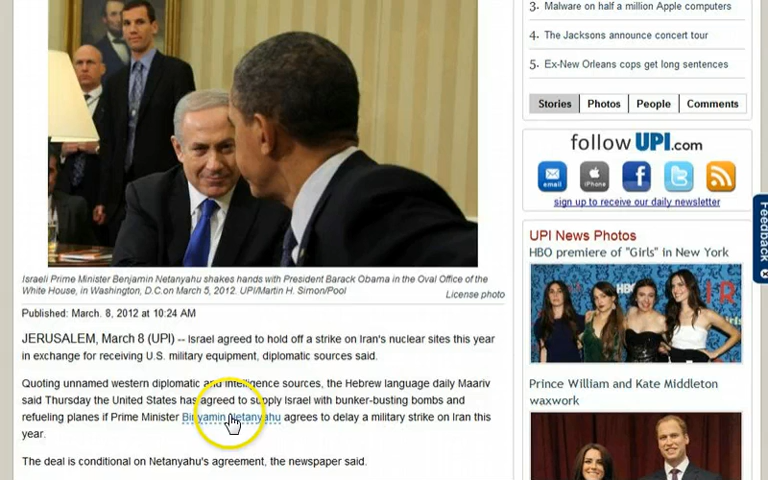 3. Malware on half a million Apple computers
4. The Jacksons announce concert tour
5. Ex-New Orleans cops get long sentences
Stories Photos People Comments
follow UPI.com
email iPhone
sign up to receive our daily newsletter
Feedback
UPI News Photos
HBO premiere of "Girls" in New York
HBO
Prince William and Kate Middleton
waxwork
Israeli Prime Minister Benjamin Netanyahu shakes hands with President Barack Obama in the Oval Office of the
White House, in Washington, D.C.on March 5, 2012. UPI/Martin H. Simon/Pool
License photo
Published: March. 8, 2012 at 10:24 AM
JERUSALEM, March 8 (UPI) -- Israel agreed to hold off a strike on Iran's nuclear sites this year
in exchange for receiving U.S. military equipment, diplomatic sources said.
Quoting unnamed western diplomatic and intelligence sources, the Hebrew language daily Maariv
said Thursday the United States has agreed to supply Israel with bunker-busting bombs and
refueling planes if Prime Minister Binyamin Netanyahu agrees to delay a military strike on Iran this
year.
The deal is conditional on Netanyahu's agreement, the newspaper said.